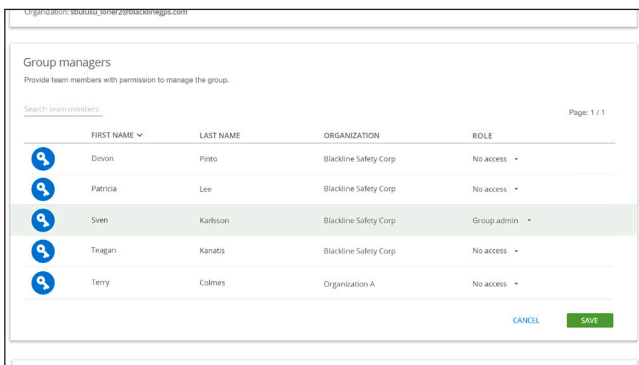 Organization: sbulusu_loner2@blacklinegps.com
Group managers
Provide team members with permission to manage the group.
Search team members
Page: 1 / 1
FIRST NAME LAST NAME ORGANIZATION ROLE
Devon Pinto Blackline Safety Corp No access
Patricia Lee Blackline Safety Corp No access
Sven Karlsson Blackline Safety Corp Group admin
Teagan Kanatis Blackline Safety Corp No access
Terry Colmes Organization A No access
CANCEL SAVE